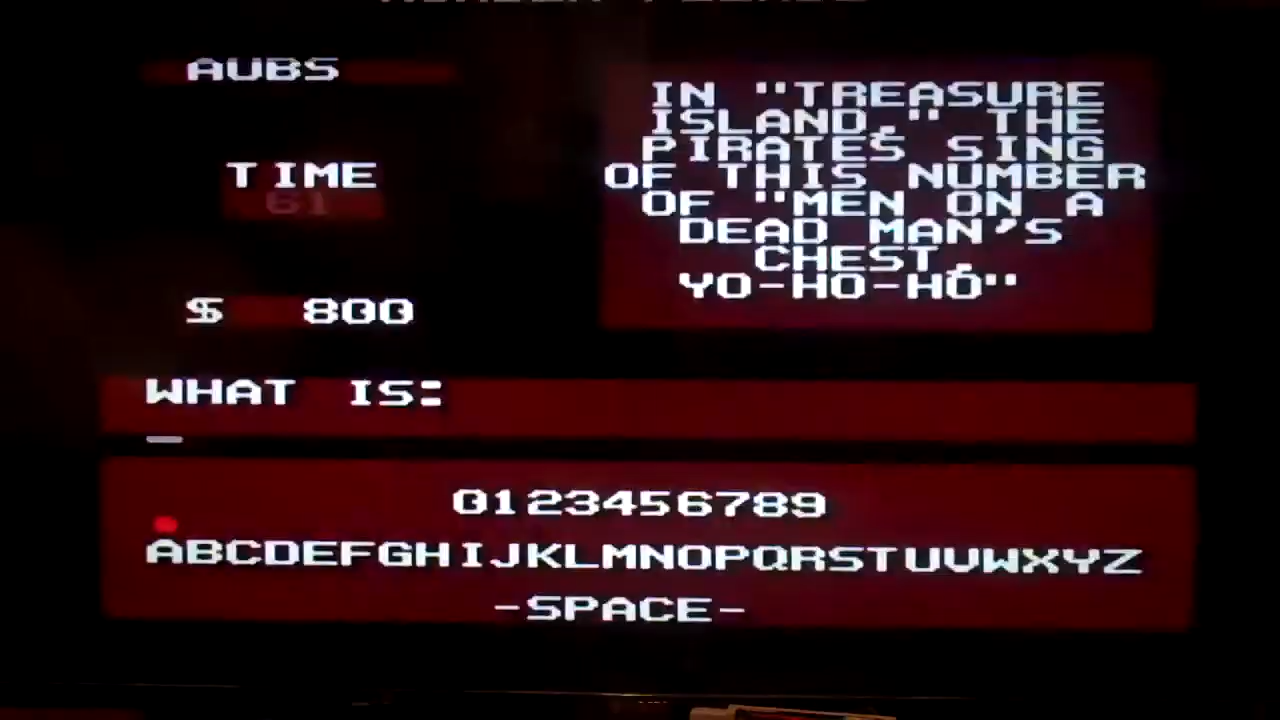 AUBS
TIME
61
$ 800
IN "TREASURE
ISLAND," THE
PIRATES SING
OF THIS NUMBER
OF "MEN ON A
DEAD MAN'S
CHEST,
YO-HO-HO"
WHAT IS:
0123456789
ABCDEFGHIJKLMNOPQRSTUVWXYZ
-SPACE-